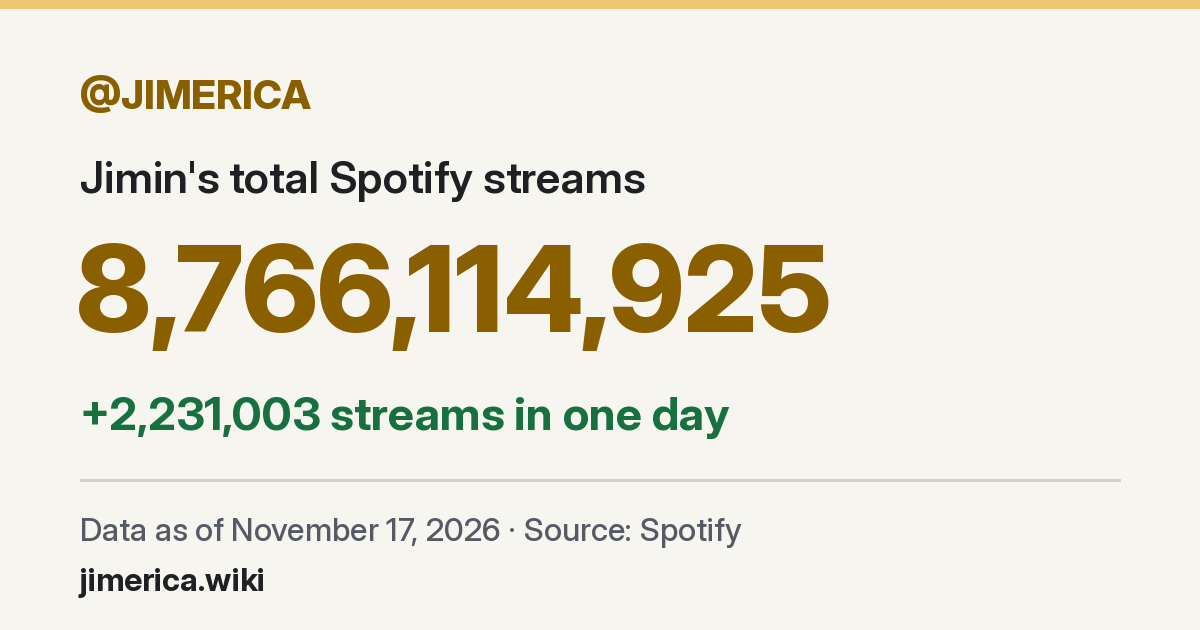 @JIMERICA
Jimin's total Spotify streams
8,766,114,925
+2,231,003 streams in one day
Data as of November 17, 2026 · Source: Spotify
jimerica.wiki